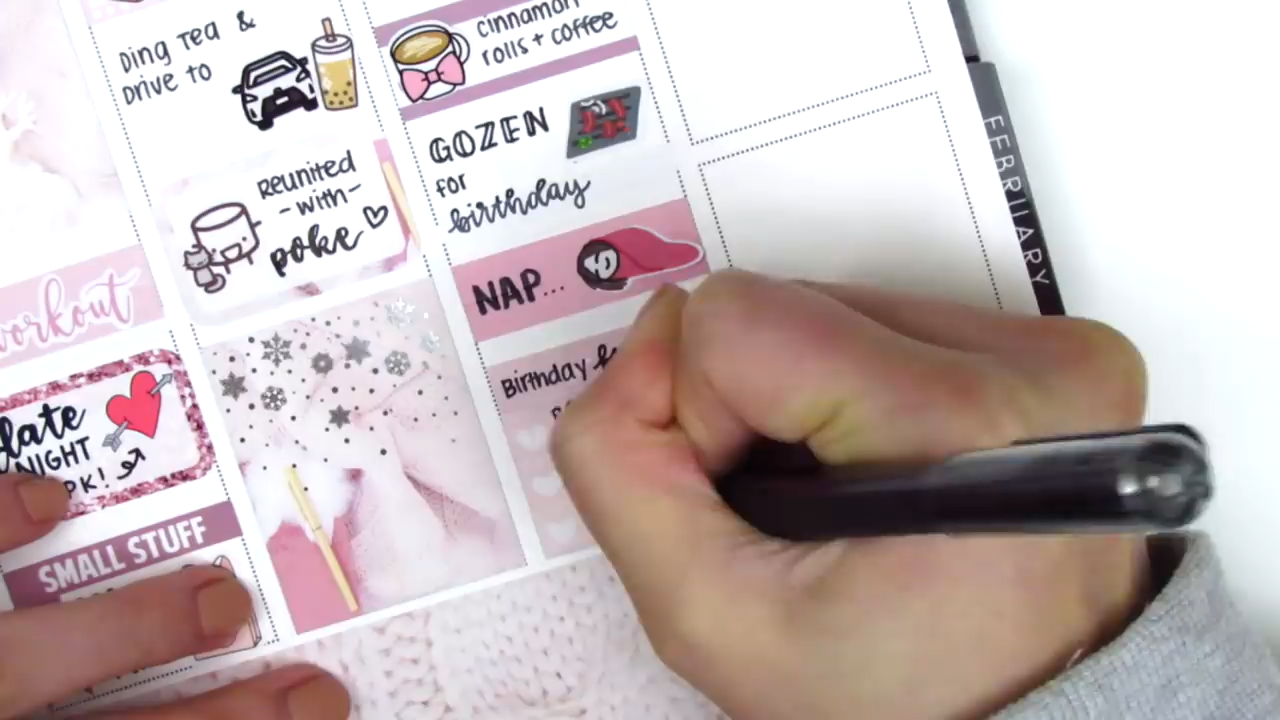 Ding Tea &
Drive to
Reunited
-with-
poke
workout
date
NIGHT
PK!
SMALL STUFF
cinnamon
rolls + coffee
GOZEN
for
birthday
NAP...
Birthday
FEBRUARY